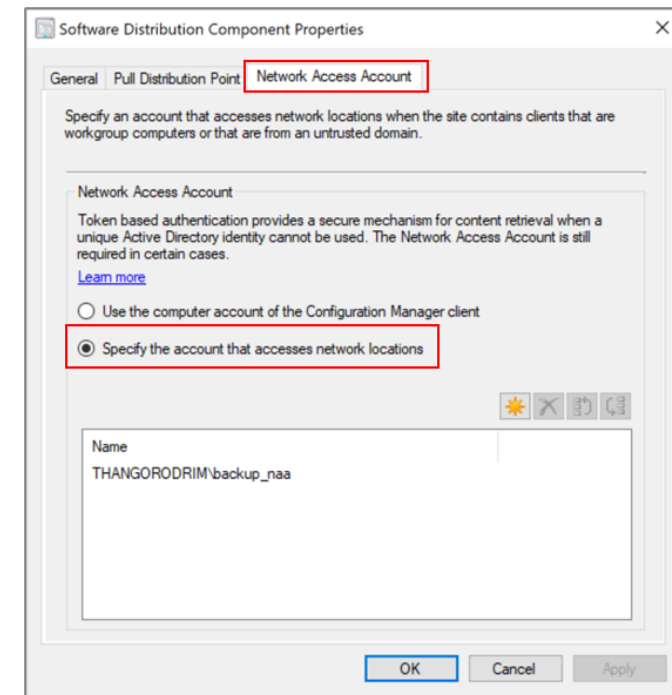 Software Distribution Component Properties
General Pull Distribution Point Network Access Account
Specify an account that accesses network locations when the site contains clients that are
workgroup computers or that are from an untrusted domain.
Network Access Account
Token based authentication provides a secure mechanism for content retrieval when a
unique Active Directory identity cannot be used. The Network Access Account is still
required in certain cases.
Learn more
Use the computer account of the Configuration Manager client
Specify the account that accesses network locations
Name
THANGORODRIM\backup_naa
OK Cancel Apply